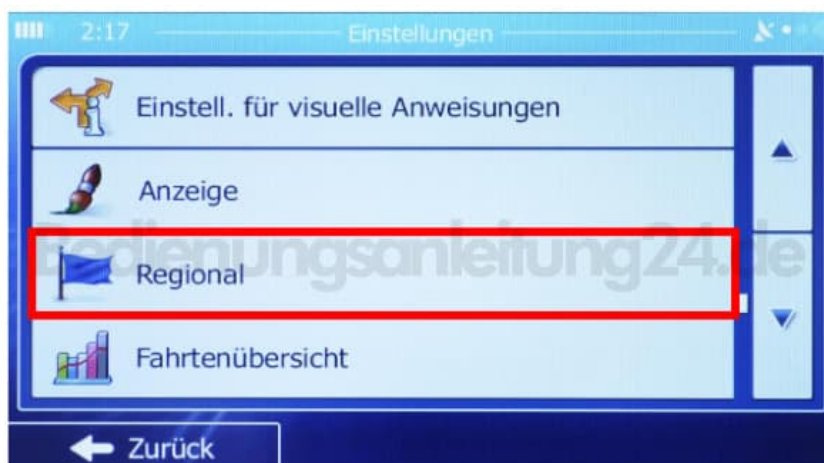 2:17 Einstellungen
Einstell. für visuelle Anweisungen
Anzeige
Bedienungsanleitung24.de
Regional
Fahrtenübersicht
Zurück